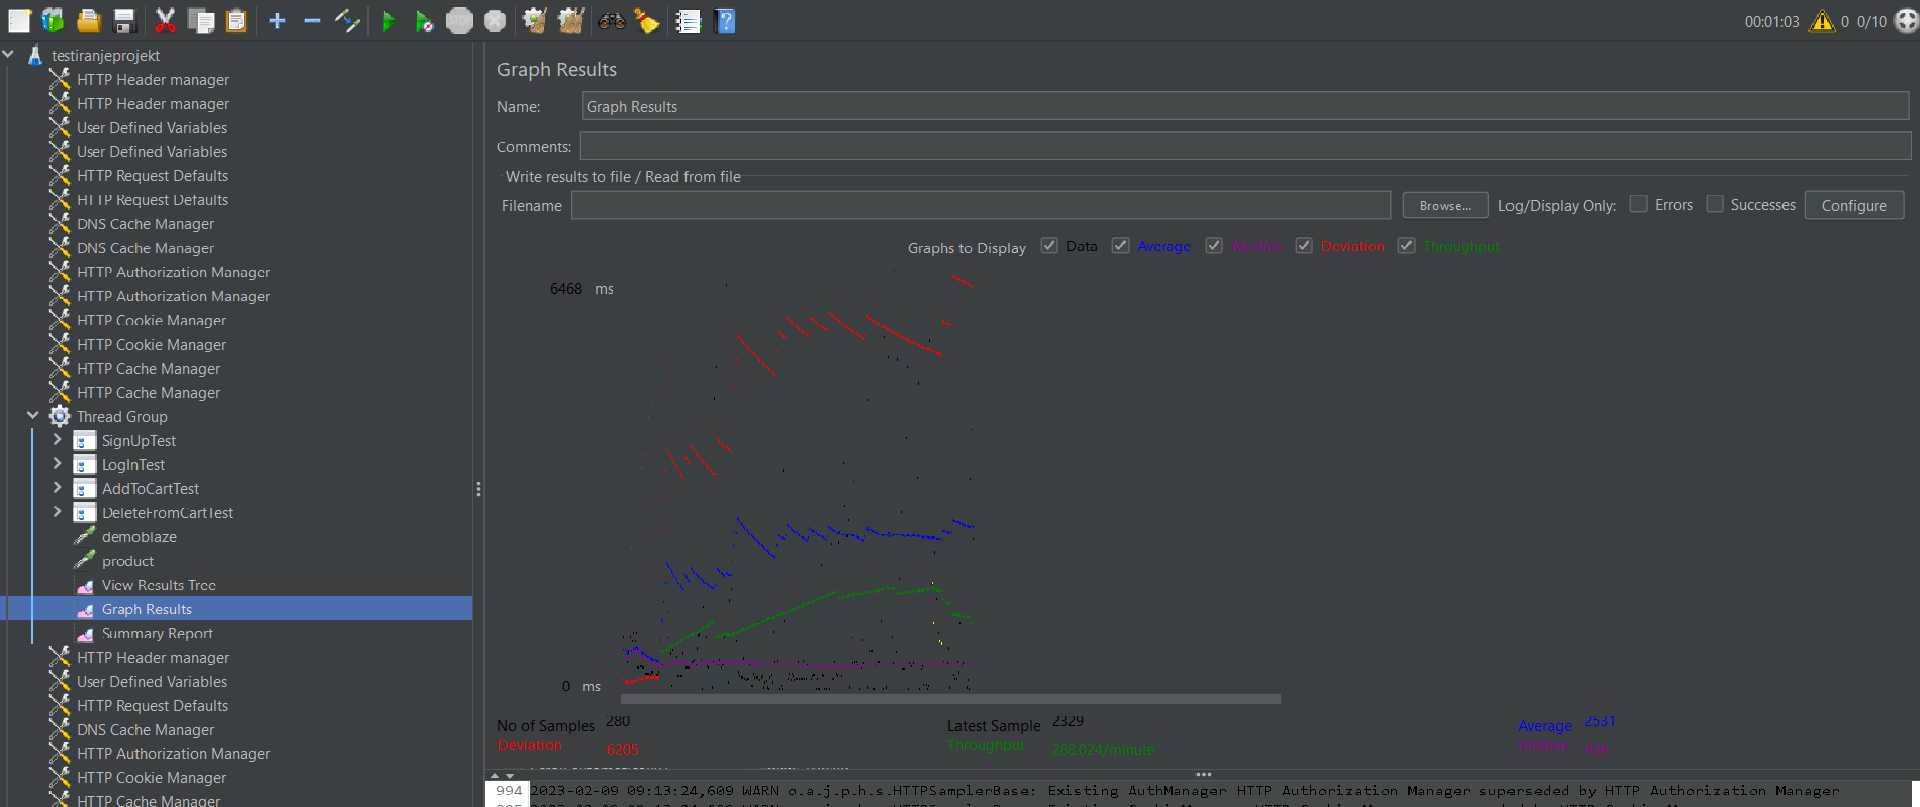 00:01:03 0 0/10
testiranjeprojekt
HTTP Header manager
HTTP Header manager
User Defined Variables
User Defined Variables
HTTP Request Defaults
HTTP Request Defaults
DNS Cache Manager
DNS Cache Manager
HTTP Authorization Manager
HTTP Authorization Manager
HTTP Cookie Manager
HTTP Cookie Manager
HTTP Cache Manager
HTTP Cache Manager
Thread Group
SignUpTest
LogInTest
AddToCartTest
DeleteFromCartTest
demoblaze
product
View Results Tree
Graph Results
Summary Report
HTTP Header manager
User Defined Variables
HTTP Request Defaults
DNS Cache Manager
HTTP Authorization Manager
HTTP Cookie Manager
HTTP Cache Manager
Graph Results
Name: Graph Results
Comments:
Write results to file / Read from file
Filename Browse... Log/Display Only: Errors Successes Configure
Graphs to Display Data Average Median Deviation Throughput
6468 ms
0 ms
No of Samples 280 Latest Sample 2329 Average 2531
Deviation 6205 Throughput 268.024/minute Median 424
994 2023-02-09 09:13:24,609 WARN o.a.j.p.h.s.HTTPSamplerBase: Existing AuthManager HTTP Authorization Manager superseded by HTTP Authorization Manager